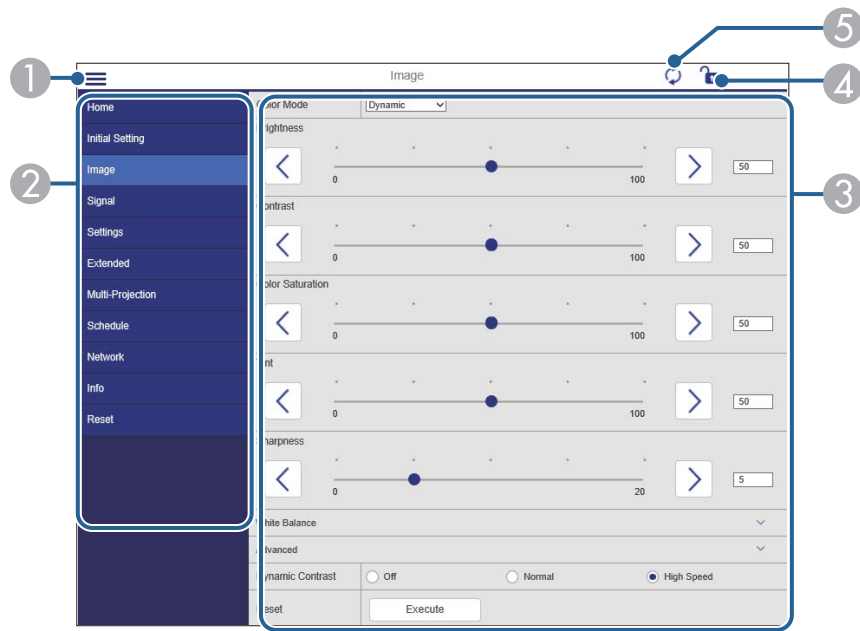 5
1
Image
4
Home
Initial Setting
Image
Signal
Settings
Extended
Multi-Projection
Schedule
Network
Info
Reset
2
3
olor Mode Dynamic
ightness
0 100 50
ontrast
0 100 50
olor Saturation
0 100 50
nt
0 100 50
harpness
0 20 5
hite Balance
dvanced
ynamic Contrast Off Normal High Speed
eset Execute